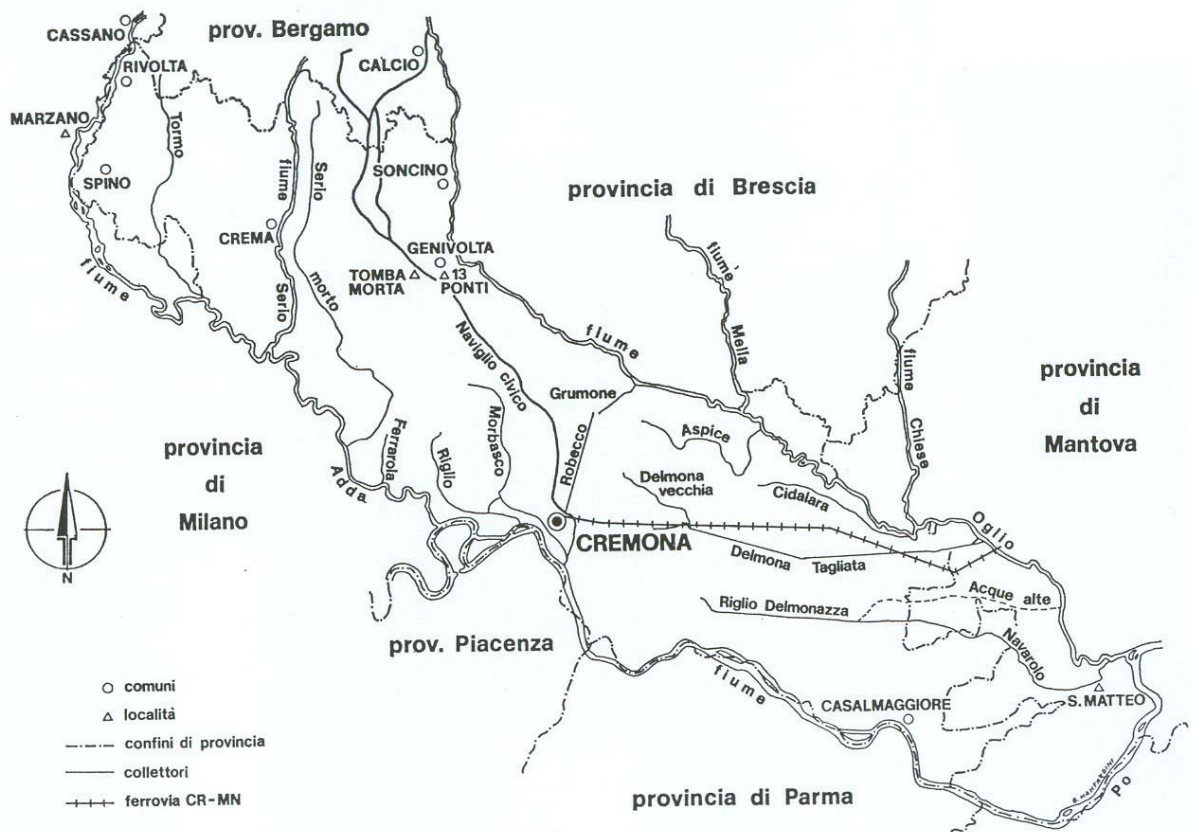 CASSANO
prov. Bergamo
RIVOLTA
CALCIO
MARZANO
Tormo
SPINO
fiume
Serio
SONCINO
provincia di Brescia
CREMA
GENIVOLTA
TOMBA
MORTA
13
PONTI
fiume
Serio
morto
fiume
Mella
fiume
Chiese
Naviglio civico
fiume
Grumone
provincia
di
Mantova
provincia
di
Milano
Adda
Ferrarola
Riglio
Morbasco
Robecco
Aspice
Delmona
vecchia
Cidalara
Oglio
CREMONA
Delmona
Tagliata
N
Riglio Delmonazza
Acque alte
Navarolo
prov. Piacenza
fiume
CASALMAGGIORE
S. MATTEO
comuni
località
confini di provincia
collettori
ferrovia CR-MN
provincia di Parma
Po